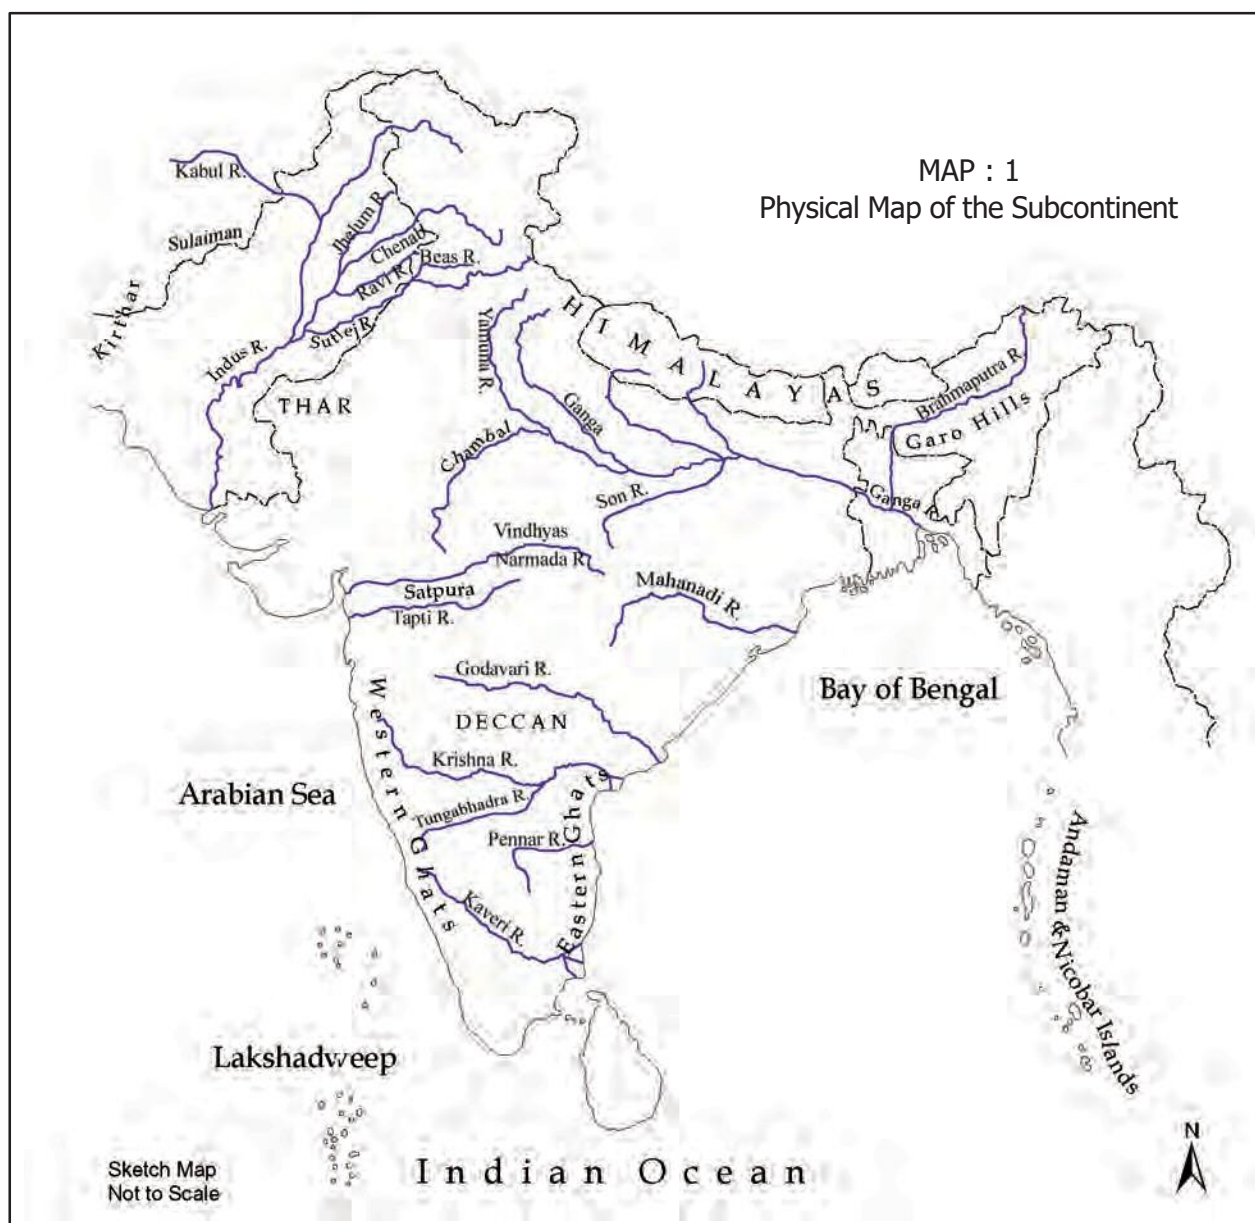 MAP : 1
Physical Map of the Subcontinent
Kabul R.
Sulaiman
Jhelum R.
Chenab
Beas R.
Ravi R.
Kirthar
Sutlej R.
Indus R.
THAR
HIMALAYAS
Yamuna R.
Ganga
Brahmaputra R.
Garo Hills
Chambal
Son R.
Ganga R.
Vindhyas
Narmada R.
Satpura
Tapti R.
Mahanadi R.
Godavari R.
Bay of Bengal
Western Ghats
DECCAN
Krishna R.
Arabian Sea
Tungabhadra R.
Pennar R.
Eastern Ghats
Kaveri R.
Andaman & Nicobar Islands
Lakshadweep
Indian Ocean
N
Sketch Map
Not to Scale